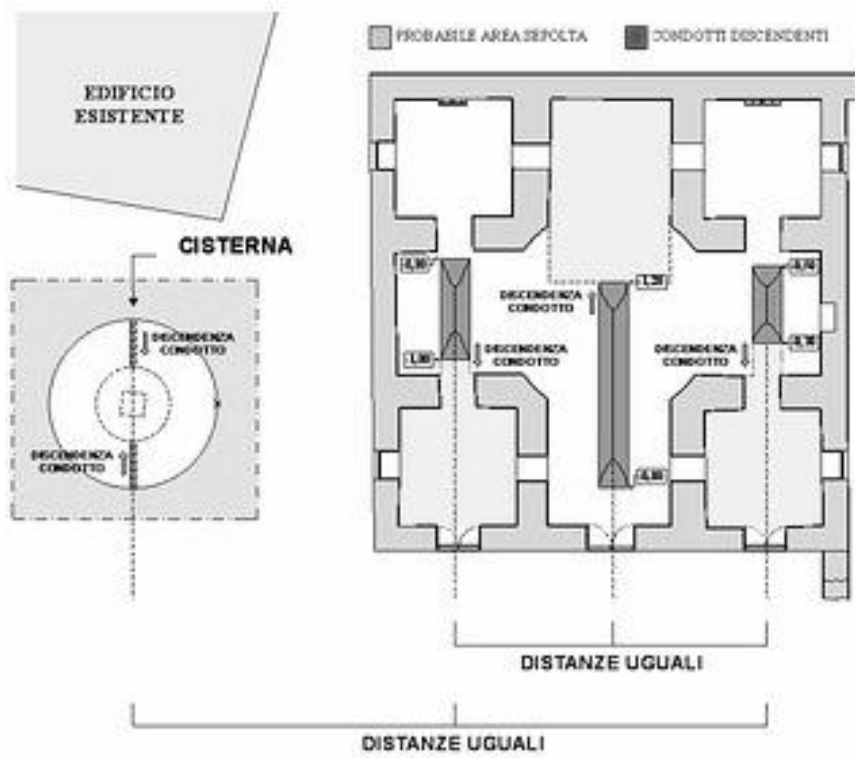 PROBABILE AREA SEPOLTA
CONDOTTI DISCENDENTI
EDIFICIO
ESISTENTE
CISTERNA
DISCENDENZA
CONDOTTO
DISCENDENZA
CONDOTTO
DISCENDENZA
CONDOTTO
DISCENDENZA
CONDOTTO
DISCENDENZA
CONDOTTO
DISTANZE UGUALI
DISTANZE UGUALI